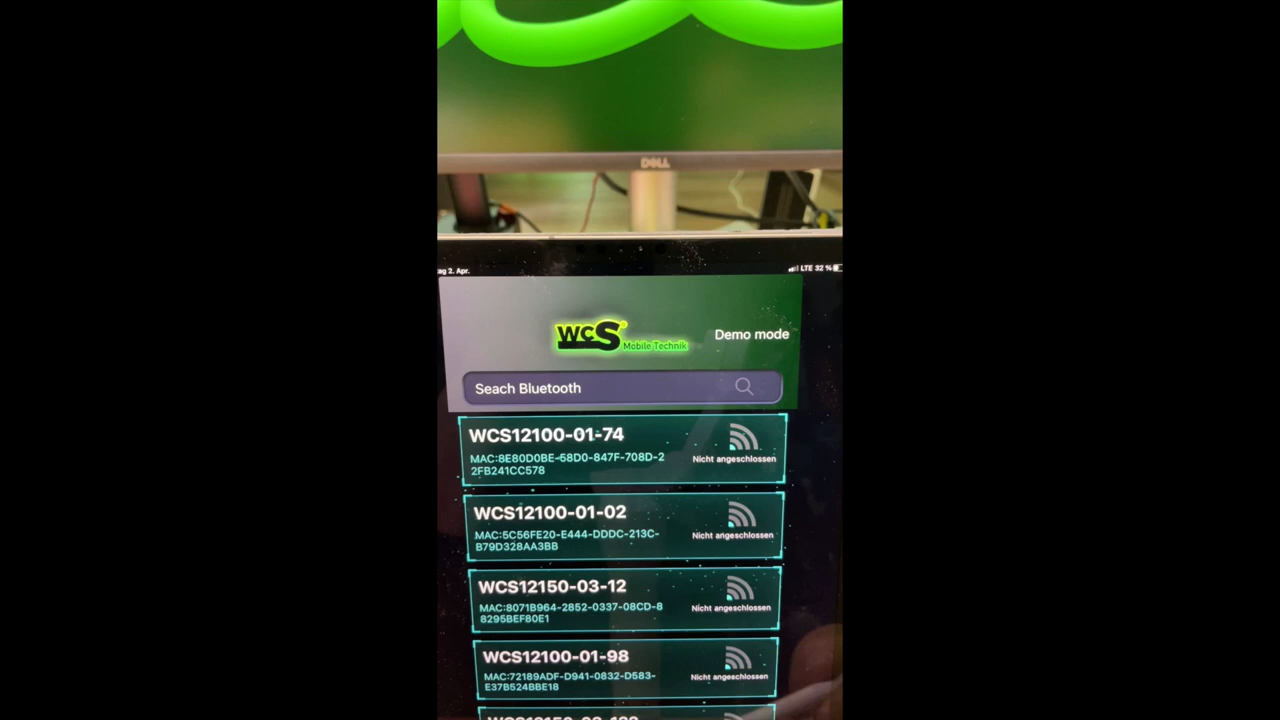 DELL
tag 2. Apr.
LTE 32 %
WCS®
Mobile Technik
Demo mode
Seach Bluetooth
WCS12100-01-74
MAC:8E80D0BE-58D0-847F-708D-2
2FB241CC578
Nicht angeschlossen
WCS12100-01-02
MAC:5C56FE20-E444-DDDC-213C-
B79D328AA3BB
Nicht angeschlossen
WCS12150-03-12
MAC:8071B964-2852-0337-08CD-8
8295BEF80E1
Nicht angeschlossen
WCS12100-01-98
MAC:72189ADF-D941-0832-D583-
E37B524BBE18
Nicht angeschlossen